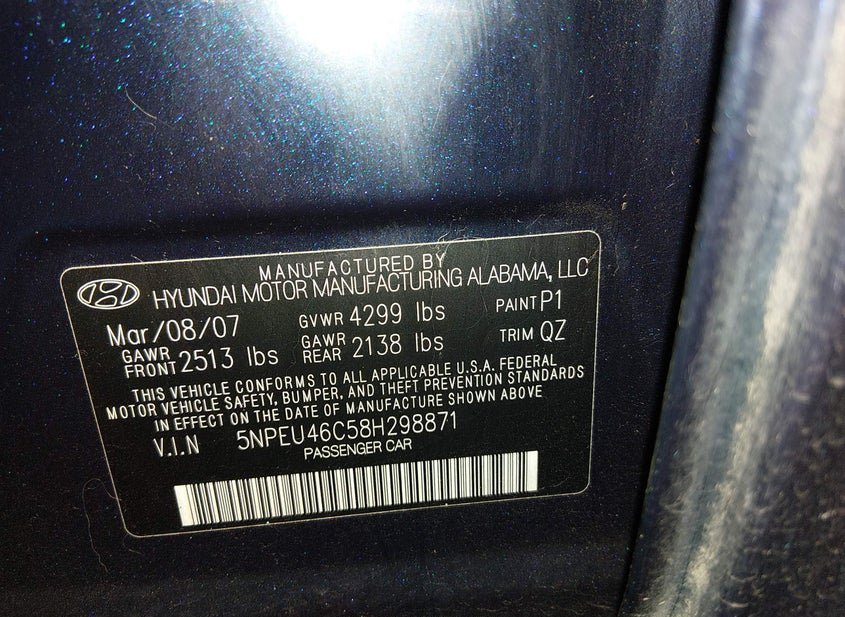 MANUFACTURED BY
HYUNDAI MOTOR MANUFACTURING ALABAMA, LLC
Mar/08/07 GVWR 4299 lbs PAINT P1
GAWR FRONT 2513 lbs GAWR REAR 2138 lbs TRIM QZ
THIS VEHICLE CONFORMS TO ALL APPLICABLE U.S.A. FEDERAL
MOTOR VEHICLE SAFETY, BUMPER, AND THEFT PREVENTION STANDARDS
IN EFFECT ON THE DATE OF MANUFACTURE SHOWN ABOVE
V.I.N 5NPEU46C58H298871
PASSENGER CAR